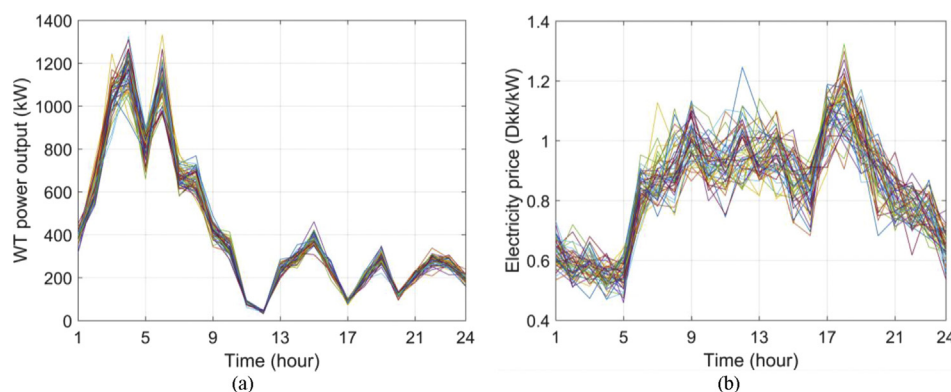 1400
1200
1000
800
600
400
200
0
WT power output (kW)
1 5 9 13 17 21 24
Time (hour)
(a)
1.4
1.2
1
0.8
0.6
0.4
Electricity price (Dkk/kW)
1 5 9 13 17 21 24
Time (hour)
(b)